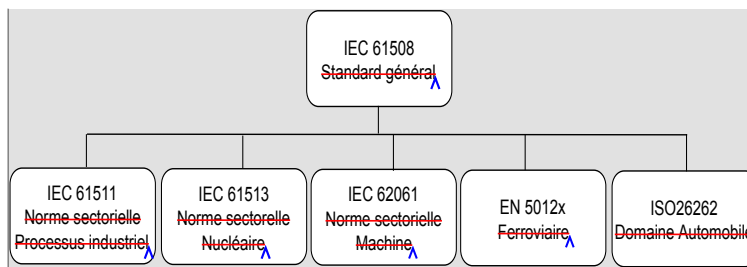 IEC 61508
Standard général
IEC 61511
Norme sectorielle
Processus industriel
IEC 61513
Norme sectorelle
Nucléaire
IEC 62061
Norme sectorielle
Machine
EN 5012x
Ferroviaire
ISO26262
Domaine Automobile